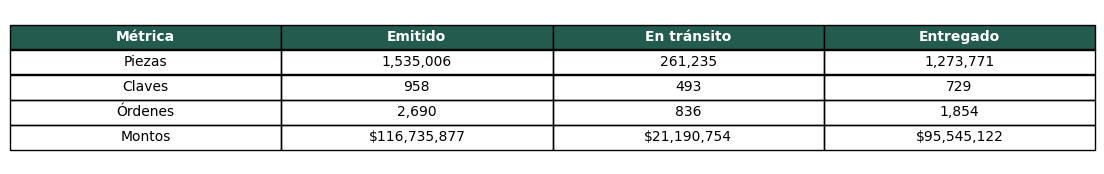 Métrica Emitido En tránsito Entregado
Piezas 1,535,006 261,235 1,273,771
Claves 958 493 729
Órdenes 2,690 836 1,854
Montos $116,735,877 $21,190,754 $95,545,122